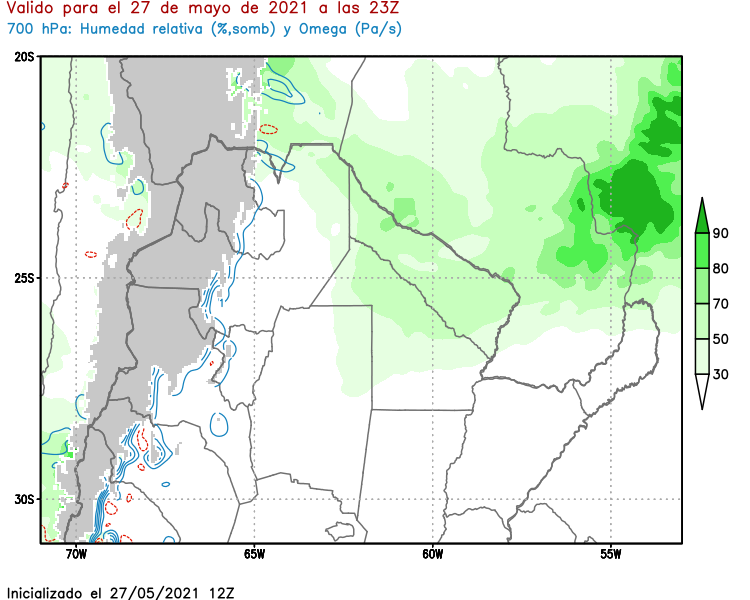 Valido para el 27 de mayo de 2021 a las 23Z
700 hPa: Humedad relativa (%,somb) y Omega (Pa/s)
20S
25S
30S
70W
65W
60W
55W
90
80
70
50
30
1
Inicializado el 27/05/2021 12Z